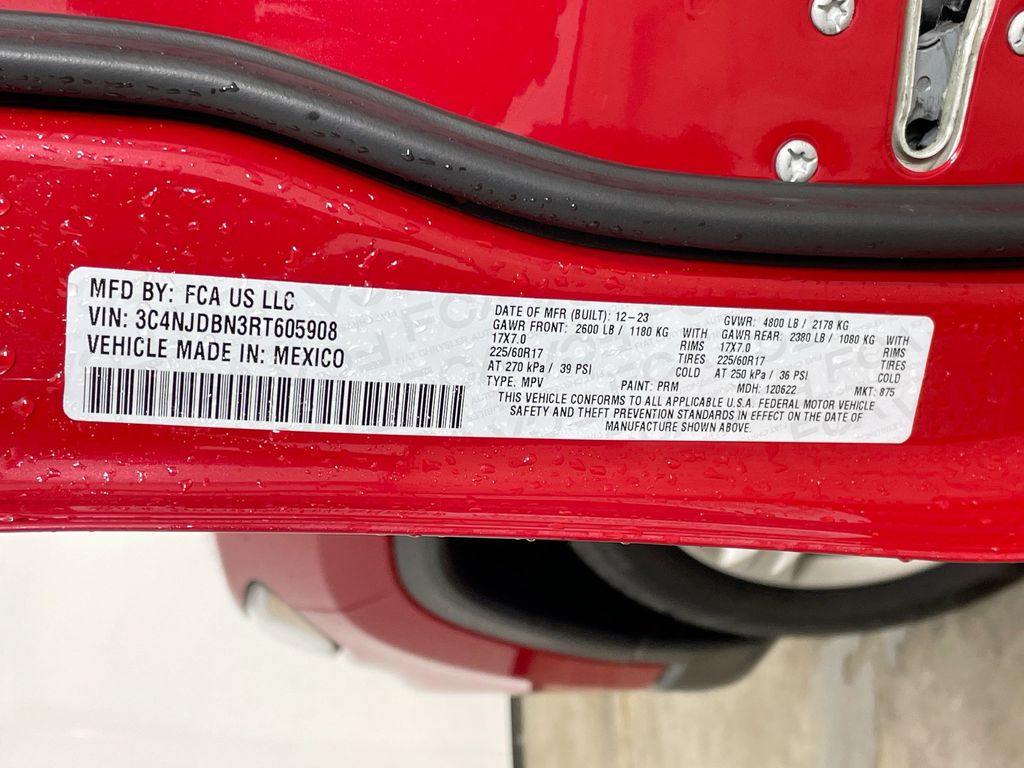 MFD BY: FCA US LLC
VIN: 3C4NJDBN3RT605908
VEHICLE MADE IN: MEXICO
DATE OF MFR (BUILT): 12-23 GVWR: 4800 LB / 2178 KG
GAWR FRONT: 2600 LB / 1180 KG WITH GAWR REAR: 2380 LB / 1080 KG WITH
17X7.0 RIMS 17X7.0 RIMS
225/60R17 TIRES 225/60R17 TIRES
AT 270 kPa / 39 PSI COLD AT 250 kPa / 36 PSI COLD
TYPE: MPV PAINT: PRM MDH: 120622 MKT: 875
THIS VEHICLE CONFORMS TO ALL APPLICABLE U.S.A. FEDERAL MOTOR VEHICLE
SAFETY AND THEFT PREVENTION STANDARDS IN EFFECT ON THE DATE OF
MANUFACTURE SHOWN ABOVE.